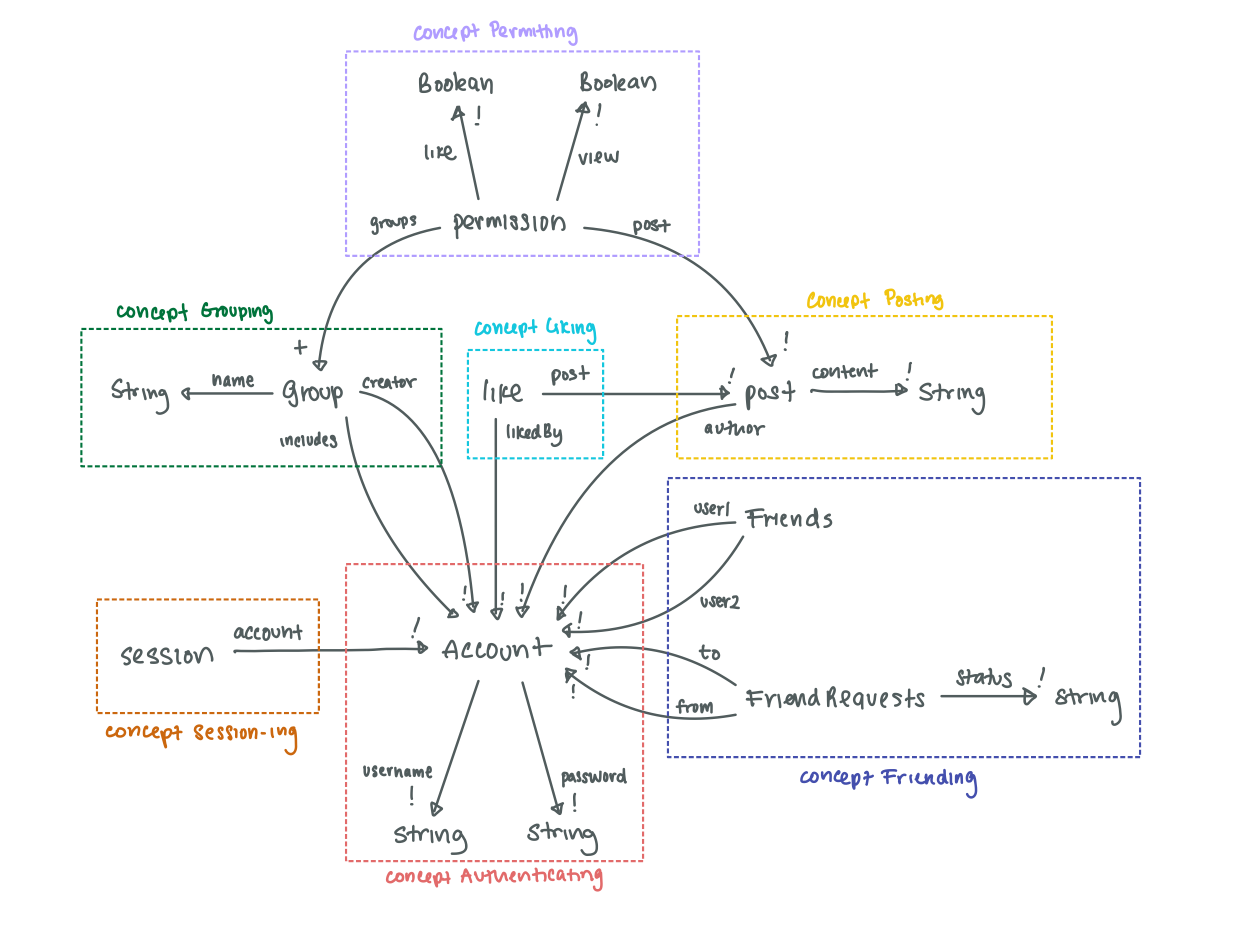 concept Permitting
Boolean
Boolean
!
!
like
view
groups
permission
post
concept Grouping
concept Liking
concept Posting
+
!
String
name
group
creator
includes
like
post
likedBy
!
post
content
!
String
author
user1
Friends
user2
!
!
!
!
!
!
!
!
session
account
Account
to
from
FriendRequests
status
!
String
concept Session-ing
username
!
String
password
!
String
concept Friending
concept Authenticating